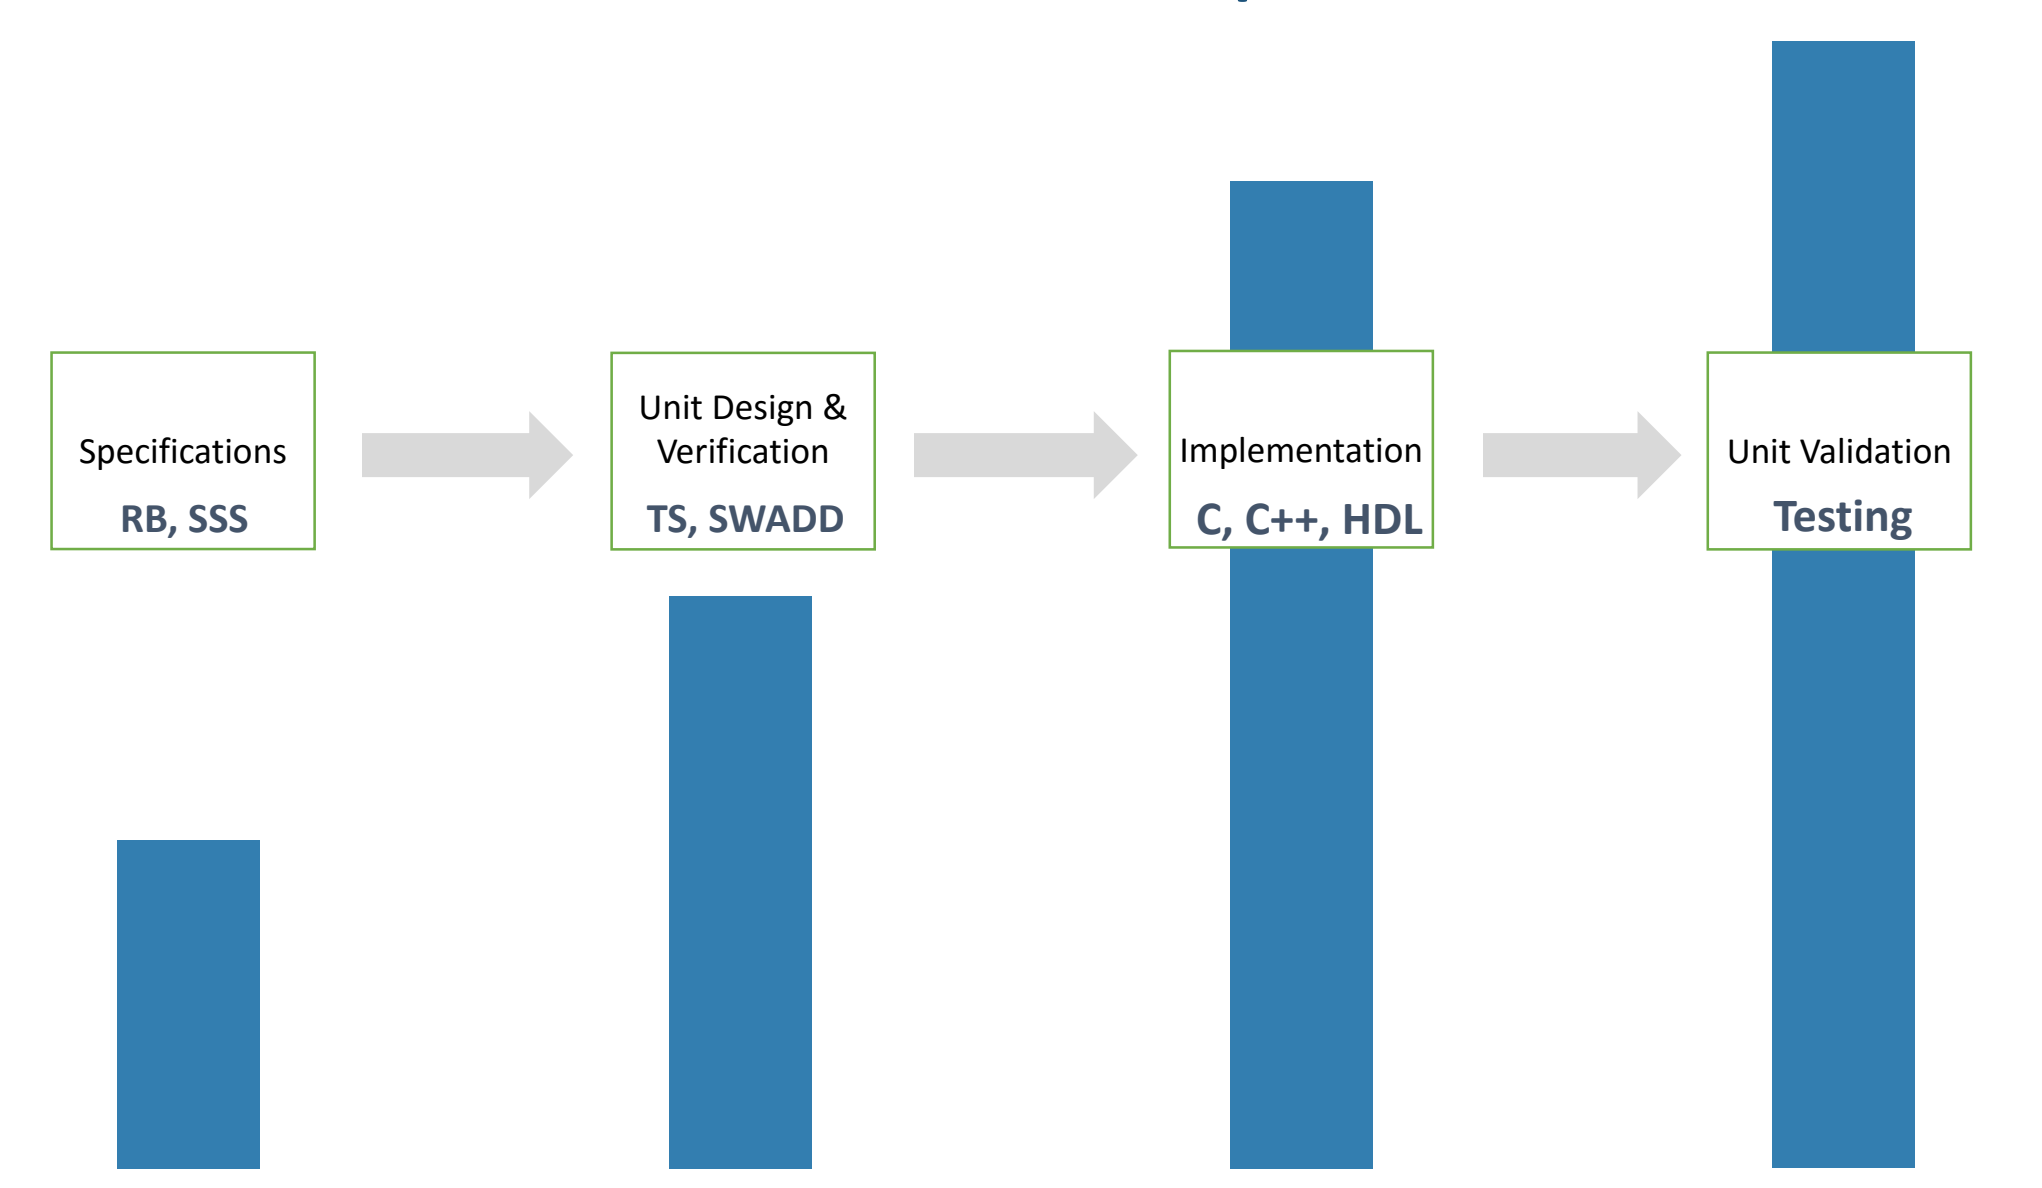 Specifications
RB, SSS
Unit Design &
Verification
TS, SWADD
Implementation
C, C++, HDL
Unit Validation
Testing